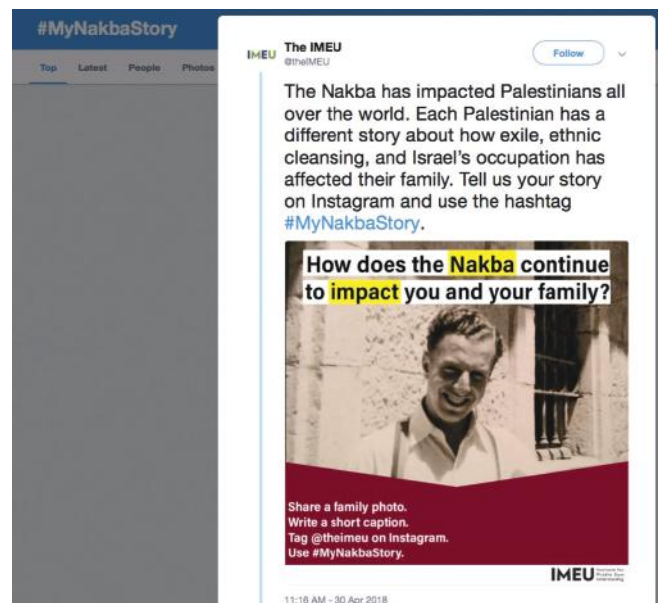 #MyNakbaStory
Top Latest People Photos
IMEU
The IMEU
@theIMEU
Follow
The Nakba has impacted Palestinians all
over the world. Each Palestinian has a
different story about how exile, ethnic
cleansing, and Israel's occupation has
affected their family. Tell us your story
on Instagram and use the hashtag
#MyNakbaStory.
How does the Nakba continue
to impact you and your family?
Share a family photo.
Write a short caption.
Tag @theimeu on Instagram.
Use #MyNakbaStory.
IMEU
11:16 AM - 30 Apr 2018